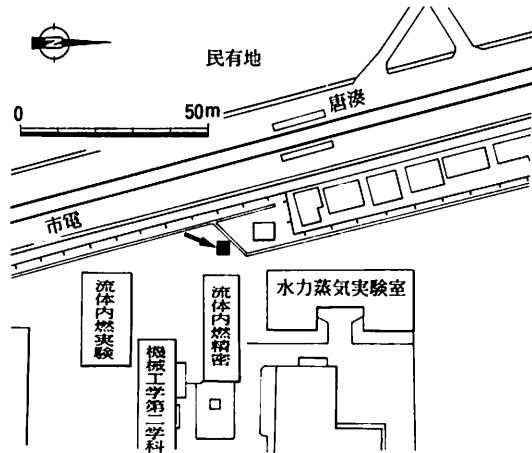 民有地
N
0 50m
唐湊
市電
水力蒸気実験室
流体内燃実験
流体内燃精密
機械工学第二学科